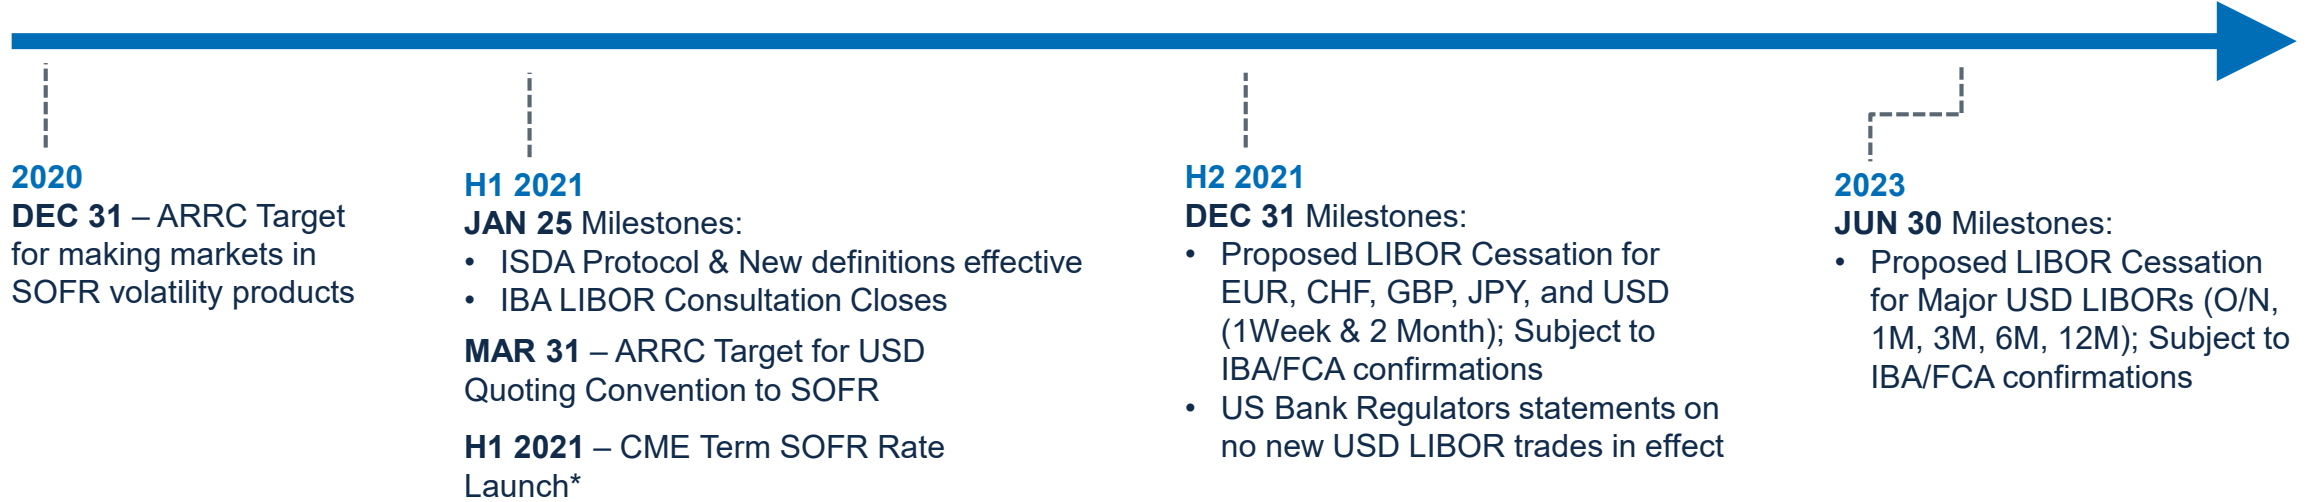 2020
DEC 31 – ARRC Target
for making markets in
SOFR volatility products
H1 2021
JAN 25 Milestones:
• ISDA Protocol & New definitions effective
• IBA LIBOR Consultation Closes
MAR 31 – ARRC Target for USD
Quoting Convention to SOFR
H1 2021 – CME Term SOFR Rate
Launch*
H2 2021
DEC 31 Milestones:
• Proposed LIBOR Cessation for
EUR, CHF, GBP, JPY, and USD
(1Week & 2 Month); Subject to
IBA/FCA confirmations
• US Bank Regulators statements on
no new USD LIBOR trades in effect
2023
JUN 30 Milestones:
• Proposed LIBOR Cessation
for Major USD LIBORs (O/N,
1M, 3M, 6M, 12M); Subject to
IBA/FCA confirmations